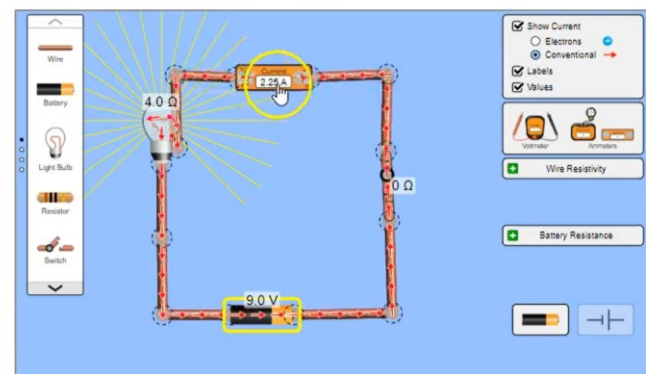 Wire
Battery
Light Bulb
Resistor
Switch
4.0 Ω
Current
2.25 A
0 Ω
9.0 V
Show Current
Electrons
Conventional
Labels
Values
Voltmeter
Ammeters
Wire Resistivity
Battery Resistance